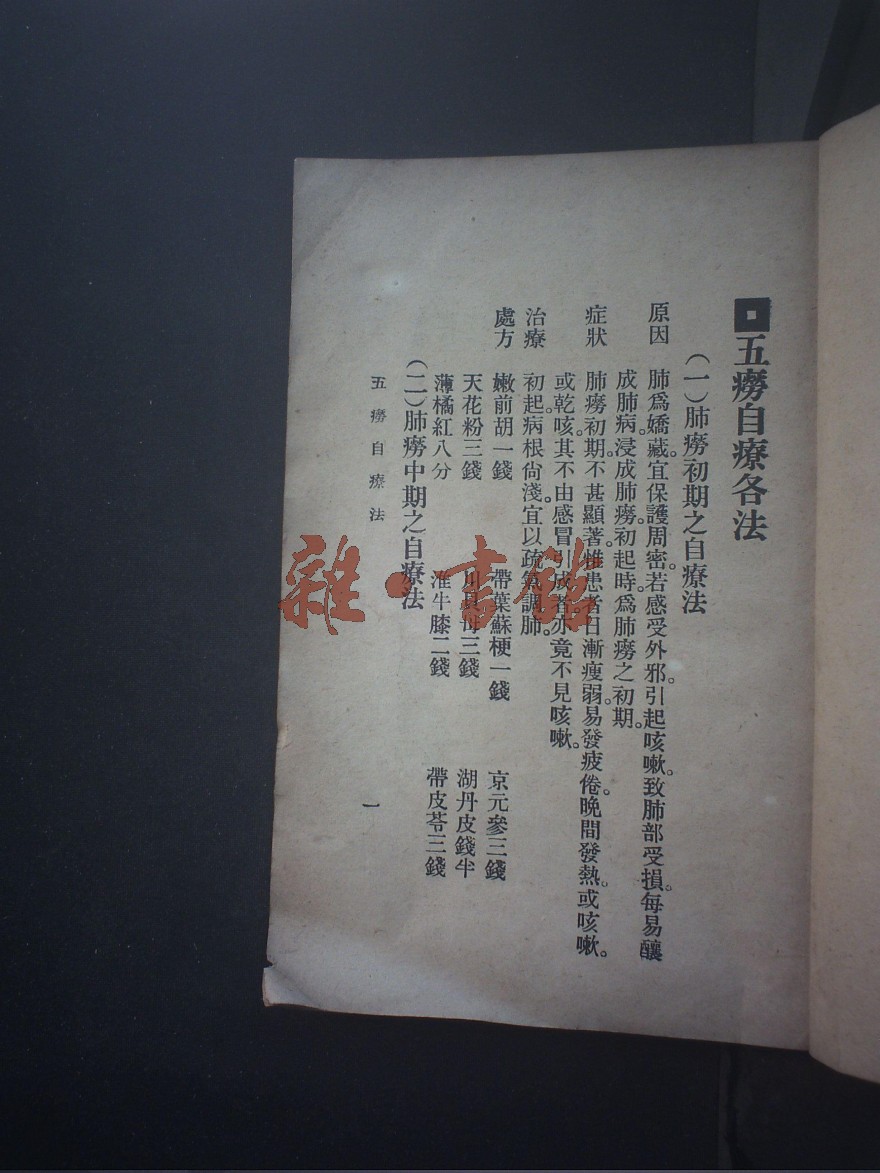 五癆自療各法
(一)肺癆初期之自療法
原因 肺爲嬌藏。宜保護周密。若感受外邪。引起咳嗽。致肺部受損。每易釀
成肺病。浸成肺癆。初起時。爲肺癆之初期。
症狀 肺癆初期。不甚顯著。惟患者日漸瘦弱。易發疲倦。晚間發熱。或咳嗽。
或乾咳。其不由感冒引成者。亦竟不見咳嗽。
治療 初起。病根尙淺。宜以疏氣調肺。
處方 嫩前胡一錢 帶葉蘇梗一錢 京元參三錢
天花粉三錢 川貝母三錢 湖丹皮錢半
薄橘紅八分 淮牛膝二錢 帶皮苓三錢
(二)肺癆中期之自療法
五癆自療法 一
雜·書館